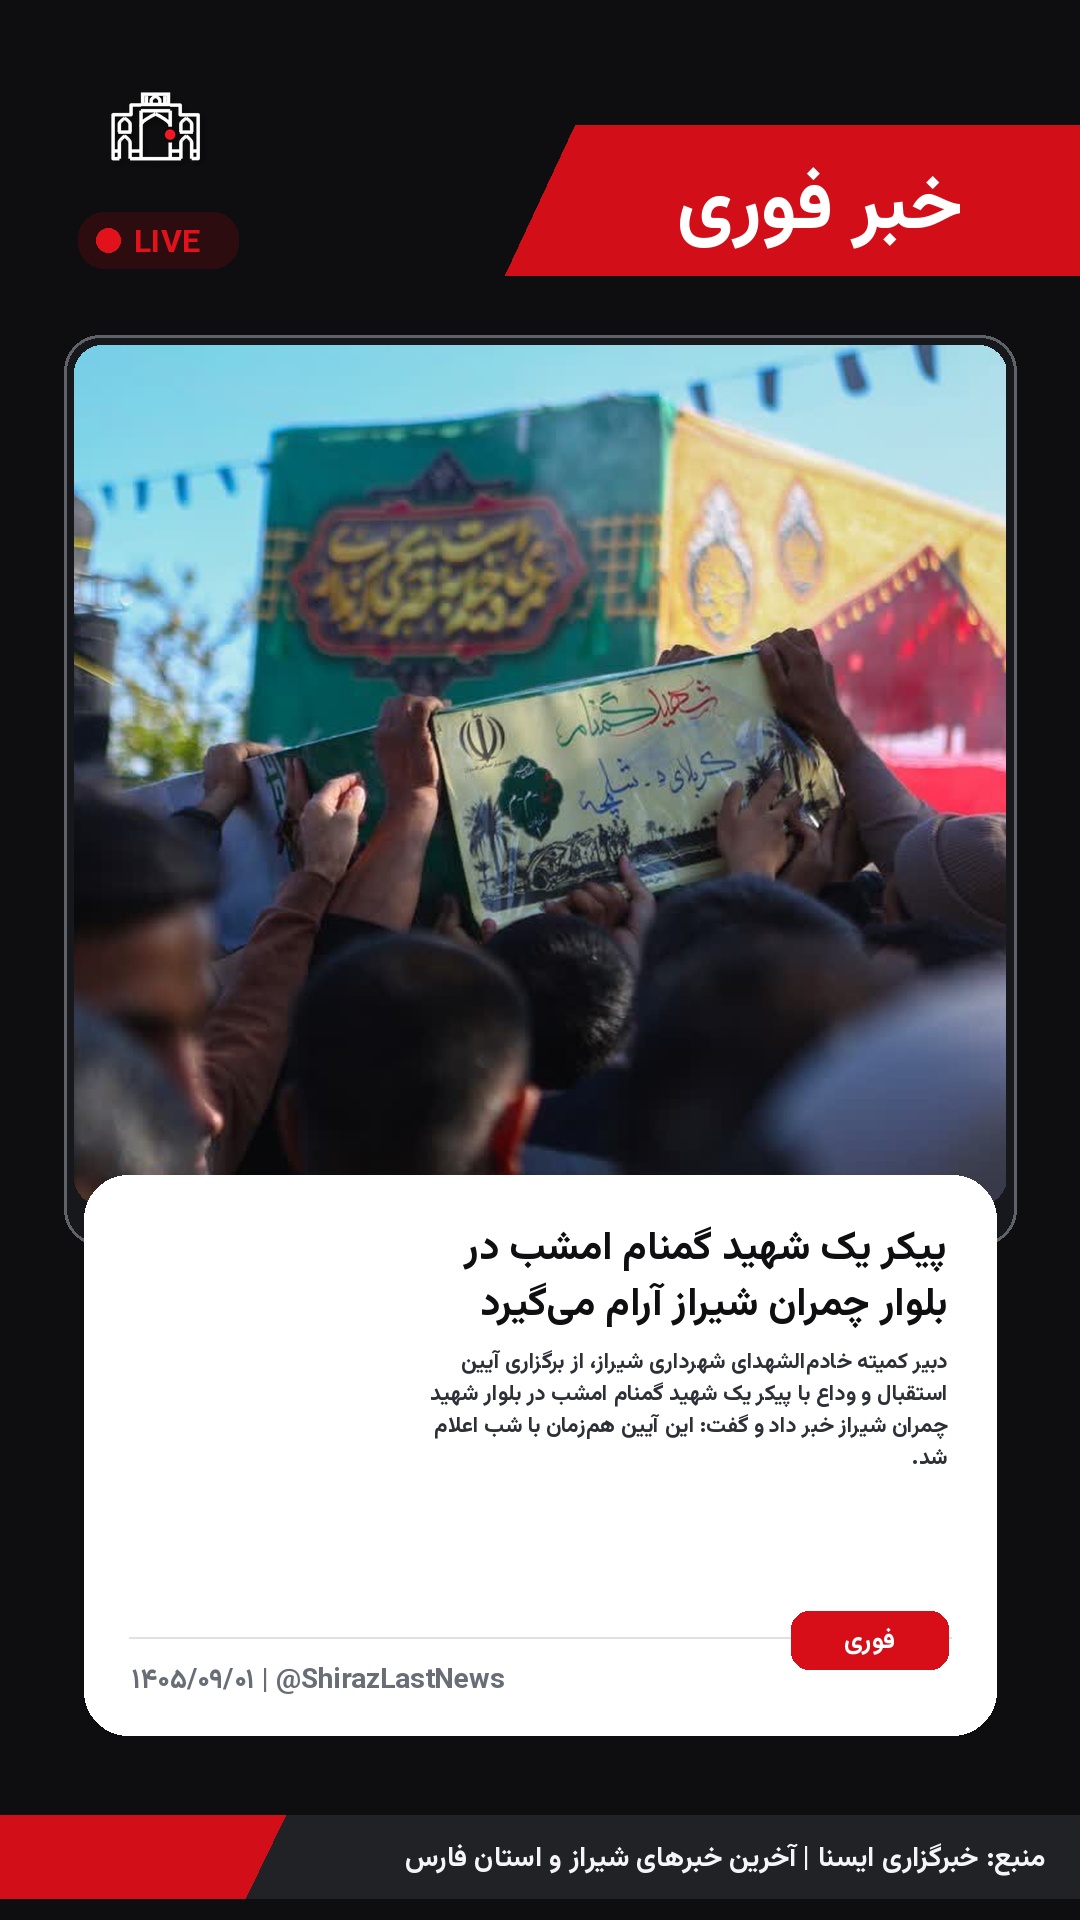 خبر فوری
LIVE
شهید گمنام
کربلای ۵ - شلمچه
پیکر یک شهید گمنام امشب در
بلوار چمران شیراز آرام می‌گیرد
دبیر کمیته خادم‌الشهدای شهرداری شیراز، از برگزاری آیین
استقبال و وداع با پیکر یک شهید گمنام امشب در بلوار شهید
چمران شیراز خبر داد و گفت: این آیین هم‌زمان با شب اعلام
شد.
فوری
۱۴۰۵/۰۹/۰۱ | @ShirazLastNews
منبع: خبرگزاری ایسنا | آخرین خبرهای شیراز و استان فارس